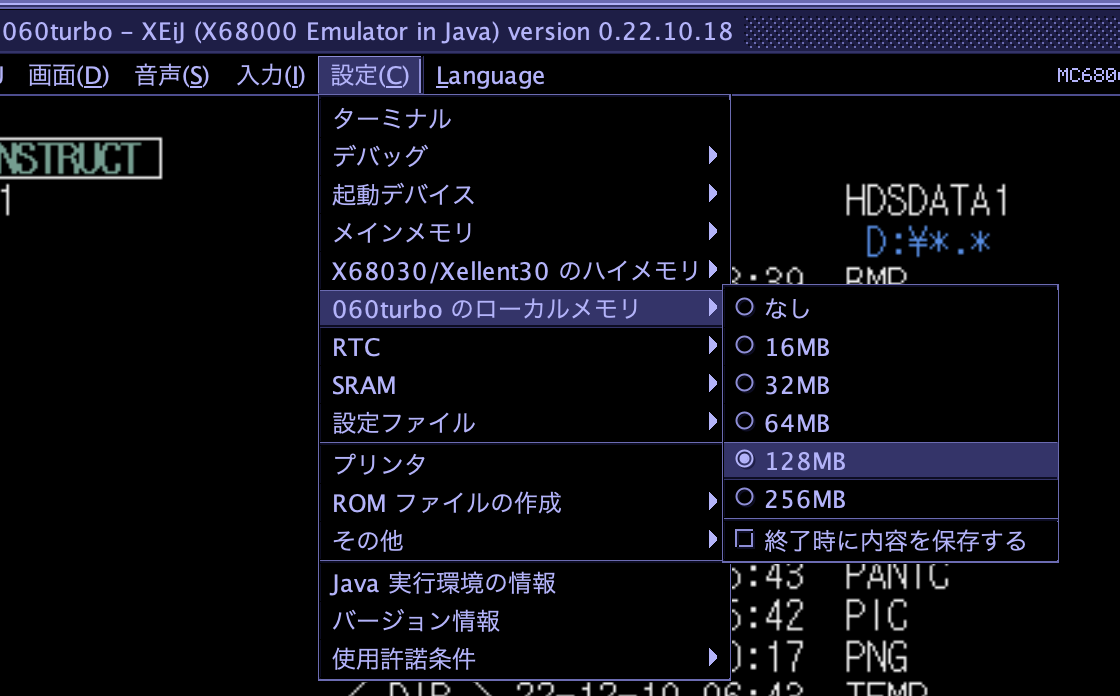 060turbo – XEiJ (X68000 Emulator in Java) version 0.22.10.18
画面(D) 音声(S) 入力(I) 設定(C) Language
NSTRUCT
1
ターミナル
デバッグ
起動デバイス
メインメモリ
X68030/Xellent30 のハイメモリ
060turbo のローカルメモリ
RTC
SRAM
設定ファイル
プリンタ
ROM ファイルの作成
その他
Java 実行環境の情報
バージョン情報
使用許諾条件
HDSDATA1
D:¥*.*
BMP
なし
16MB
32MB
64MB
128MB
256MB
終了時に内容を保存する
:43 PANIC
:42 PIC
:17 PNG
DIR 22-12-10 06:42 TEMP